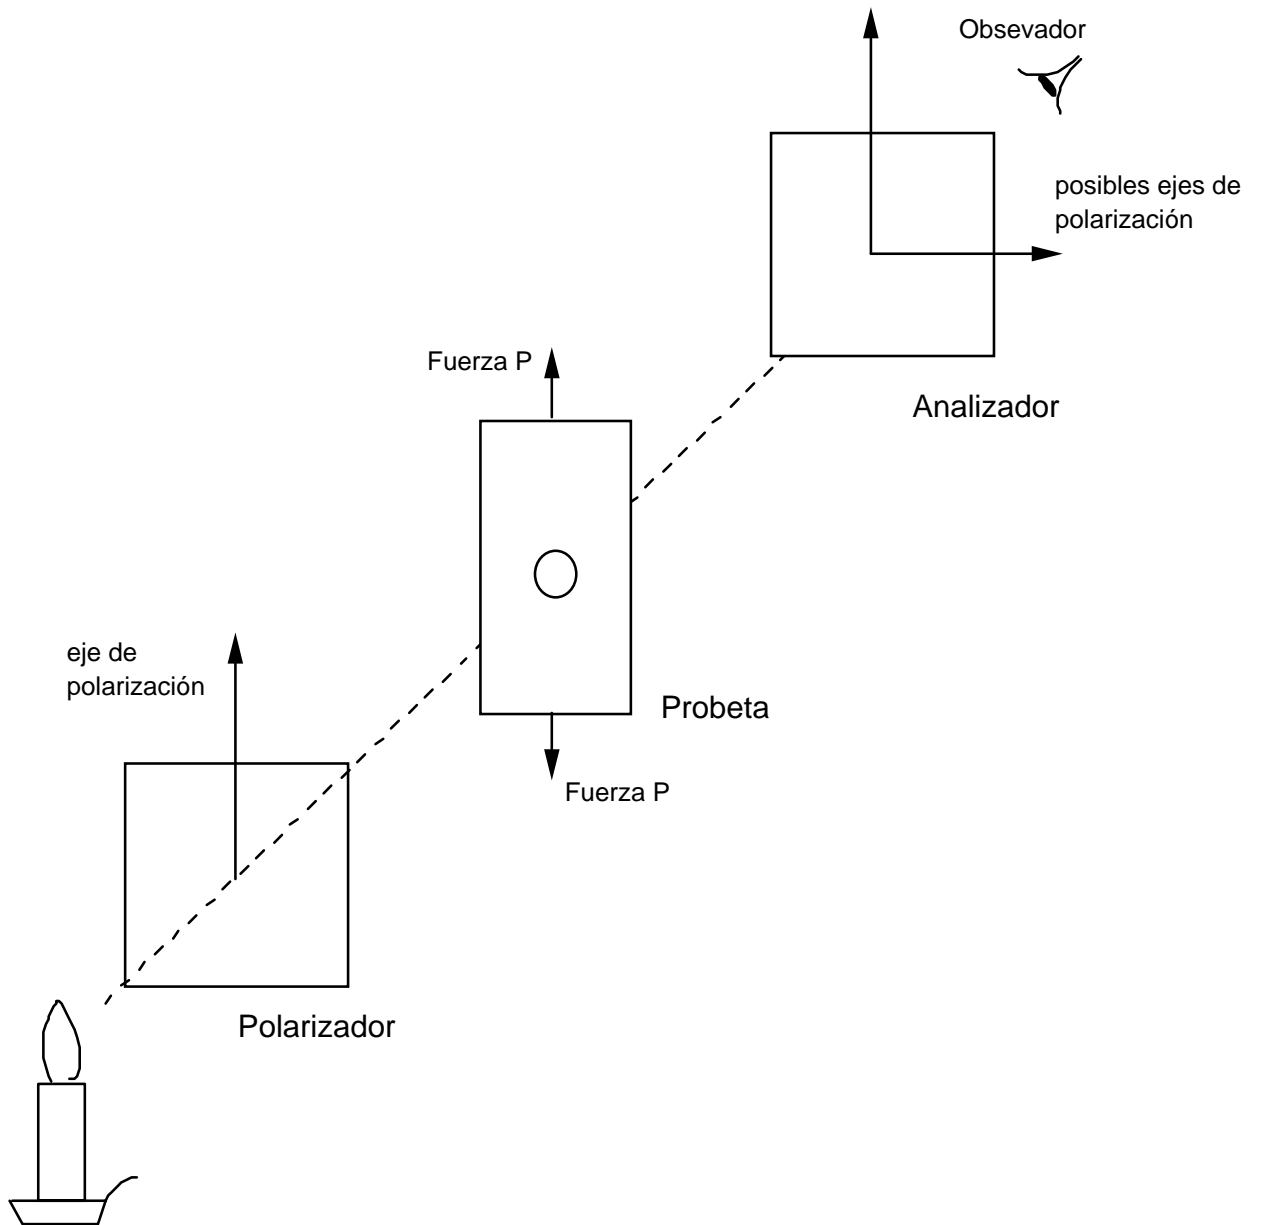 Obsevador
posibles ejes de
polarización
Fuerza P
Analizador
eje de
polarización
Probeta
Fuerza P
Polarizador